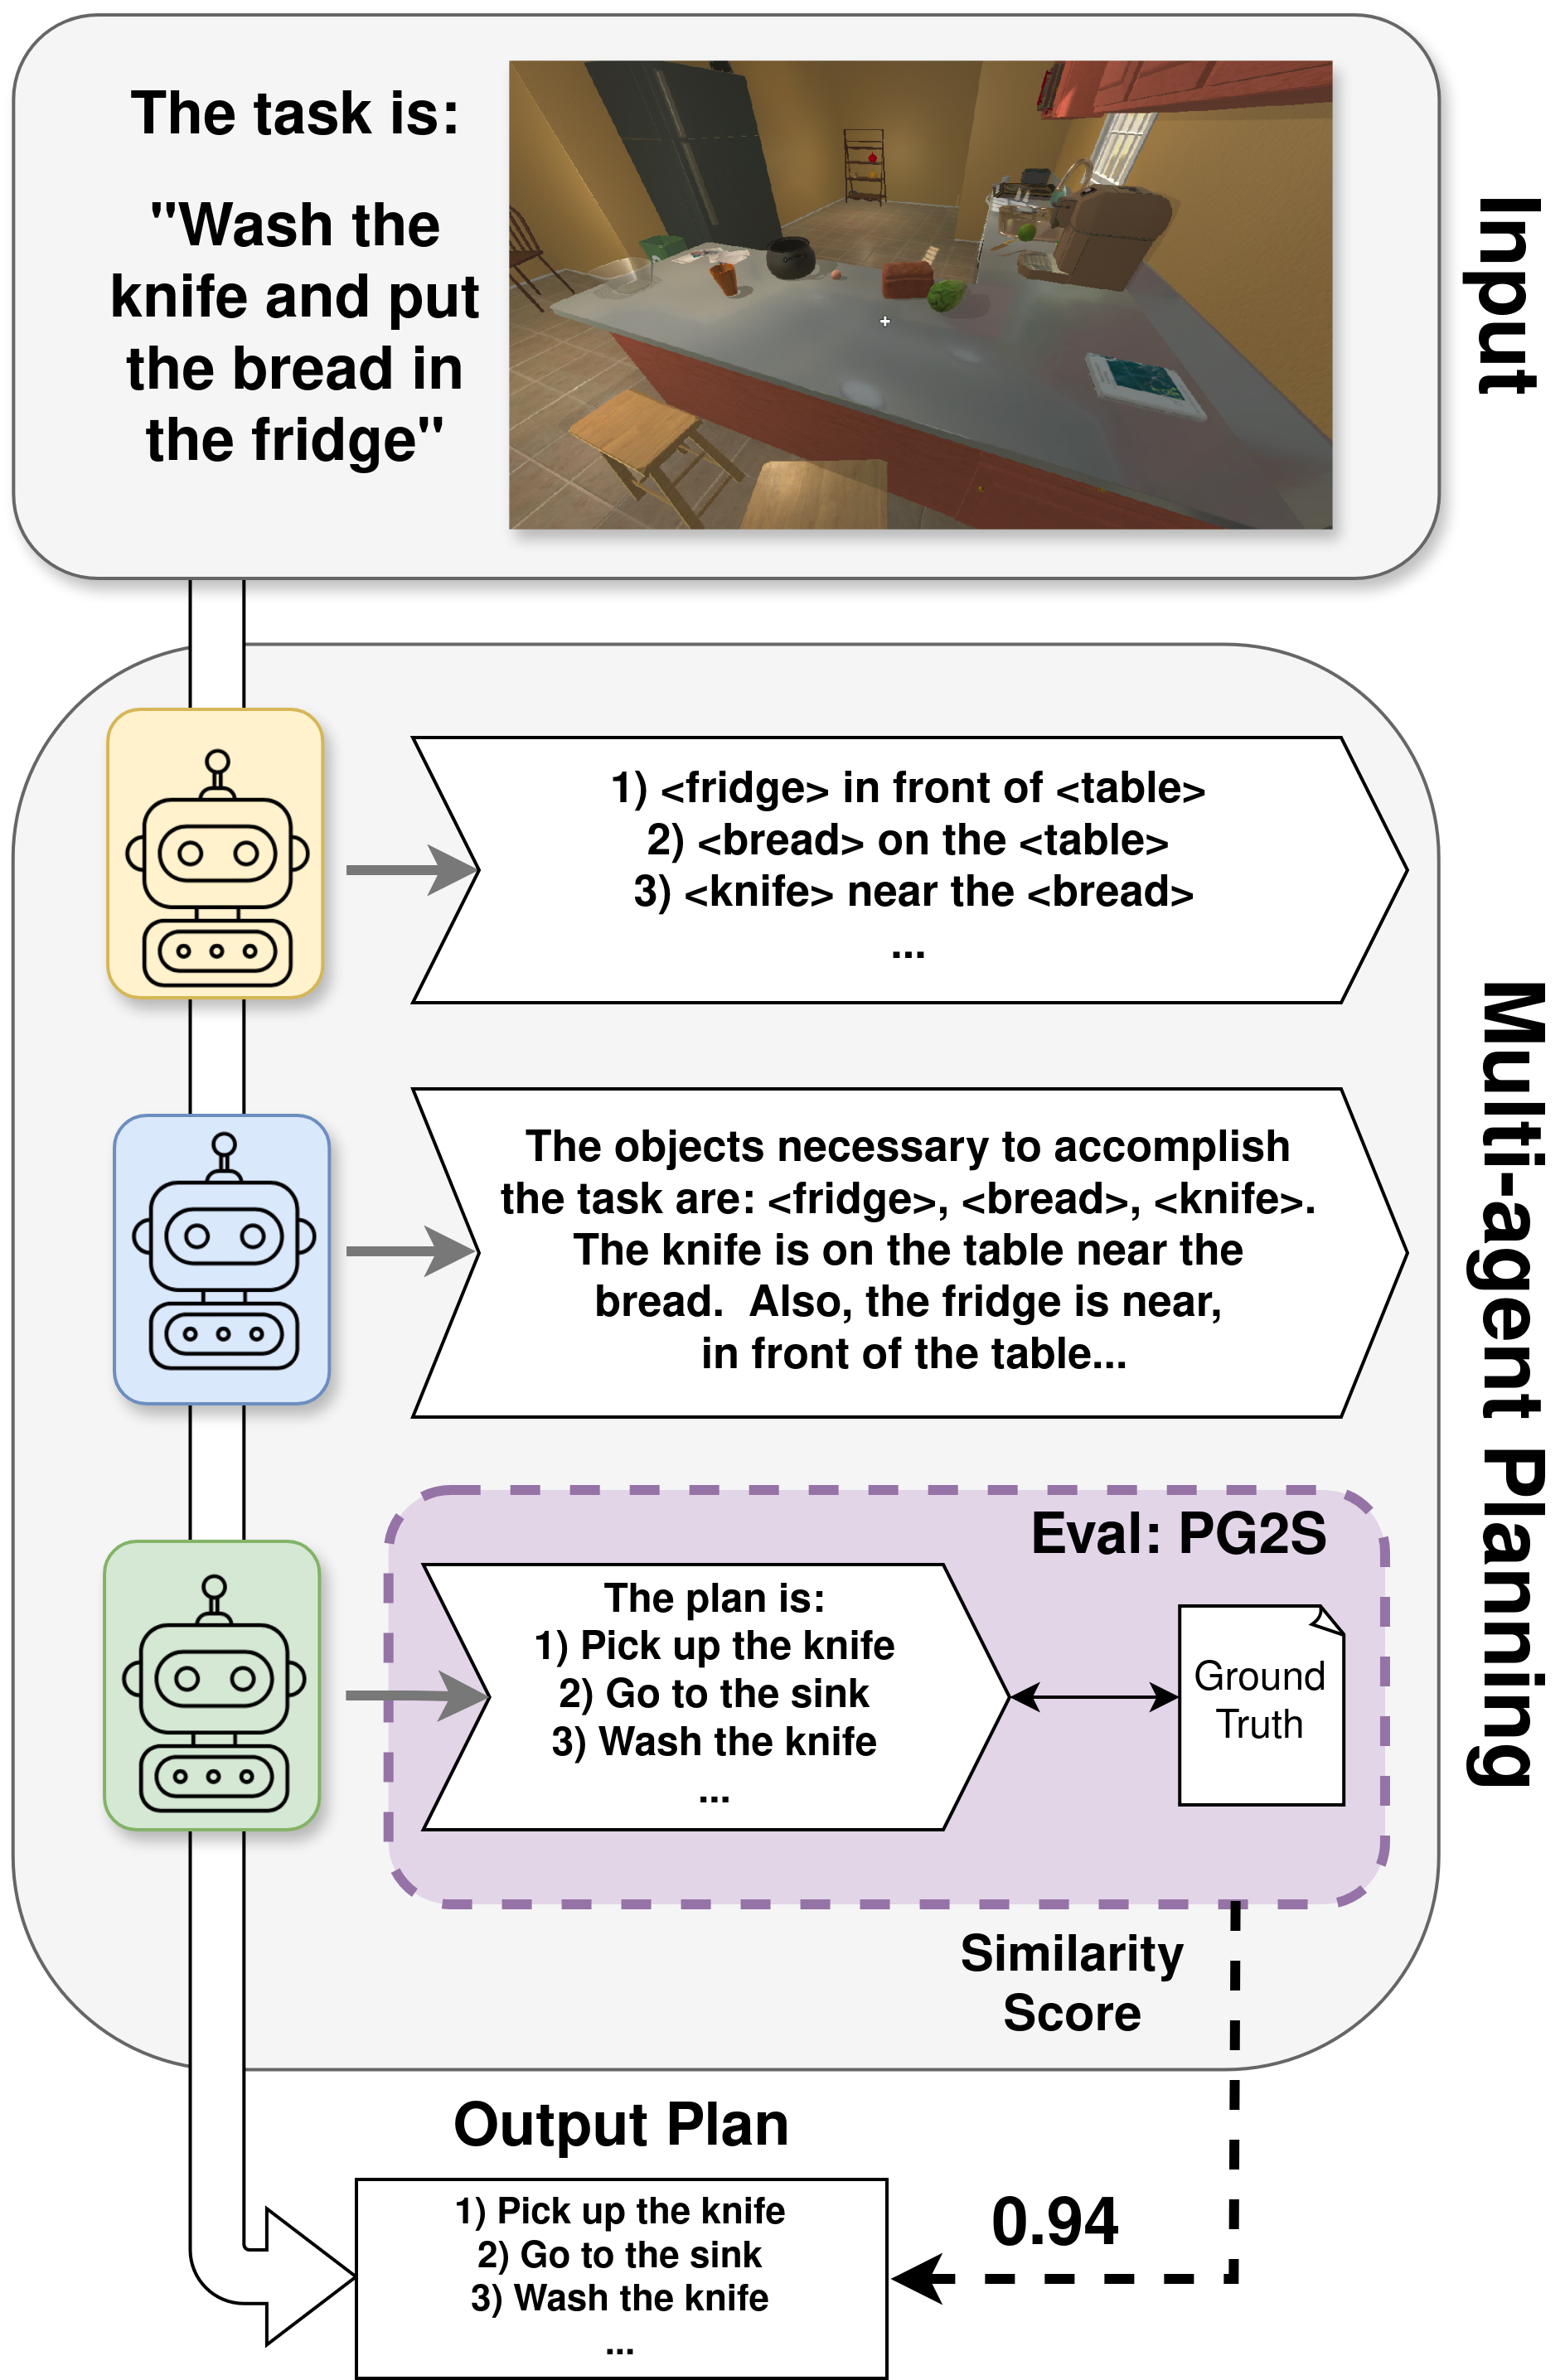 The task is:
"Wash the
knife and put
the bread in
the fridge"
Input
1) <fridge> in front of <table>
2) <bread> on the <table>
3) <knife> near the <bread>
...
The objects necessary to accomplish
the task are: <fridge>, <bread>, <knife>.
The knife is on the table near the
bread.  Also, the fridge is near,
in front of the table...
Multi-agent Planning
Eval: PG2S
The plan is:
1) Pick up the knife
2) Go to the sink
3) Wash the knife
...
Ground
Truth
Similarity
Score
Output Plan
1) Pick up the knife
2) Go to the sink
3) Wash the knife
...
0.94